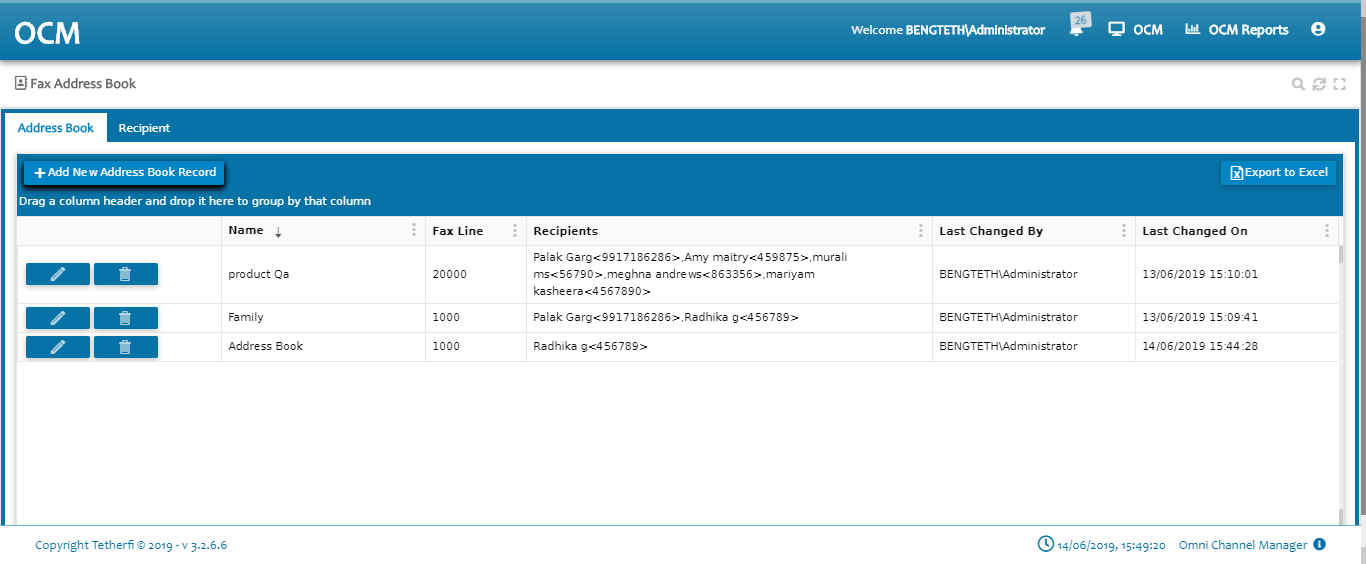 OCM
Welcome BENGTETH\Administrator
26
OCM
OCM Reports
Fax Address Book
Address Book
Recipient
Add New Address Book Record
Export to Excel
Drag a column header and drop it here to group by that column
Name Fax Line Recipients Last Changed By Last Changed On
product Qa 20000 Palak Garg<9917186286>,Amy maitry<459875>,murali
ms<56790>,meghna andrews<863356>,mariyam
kasheera<4567890> BENGTETH\Administrator 13/06/2019 15:10:01
Family 1000 Palak Garg<9917186286>,Radhika g<456789> BENGTETH\Administrator 13/06/2019 15:09:41
Address Book 1000 Radhika g<456789> BENGTETH\Administrator 14/06/2019 15:44:28
Copyright Tetherfi © 2019 - v 3.2.6.6
14/06/2019, 15:49:20
Omni Channel Manager